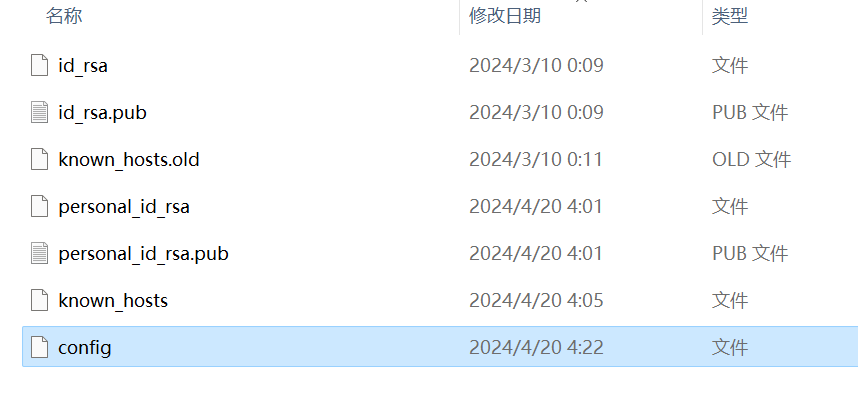 名称 修改日期 类型
id_rsa 2024/3/10 0:09 文件
id_rsa.pub 2024/3/10 0:09 PUB 文件
known_hosts.old 2024/3/10 0:11 OLD 文件
personal_id_rsa 2024/4/20 4:01 文件
personal_id_rsa.pub 2024/4/20 4:01 PUB 文件
known_hosts 2024/4/20 4:05 文件
config 2024/4/20 4:22 文件